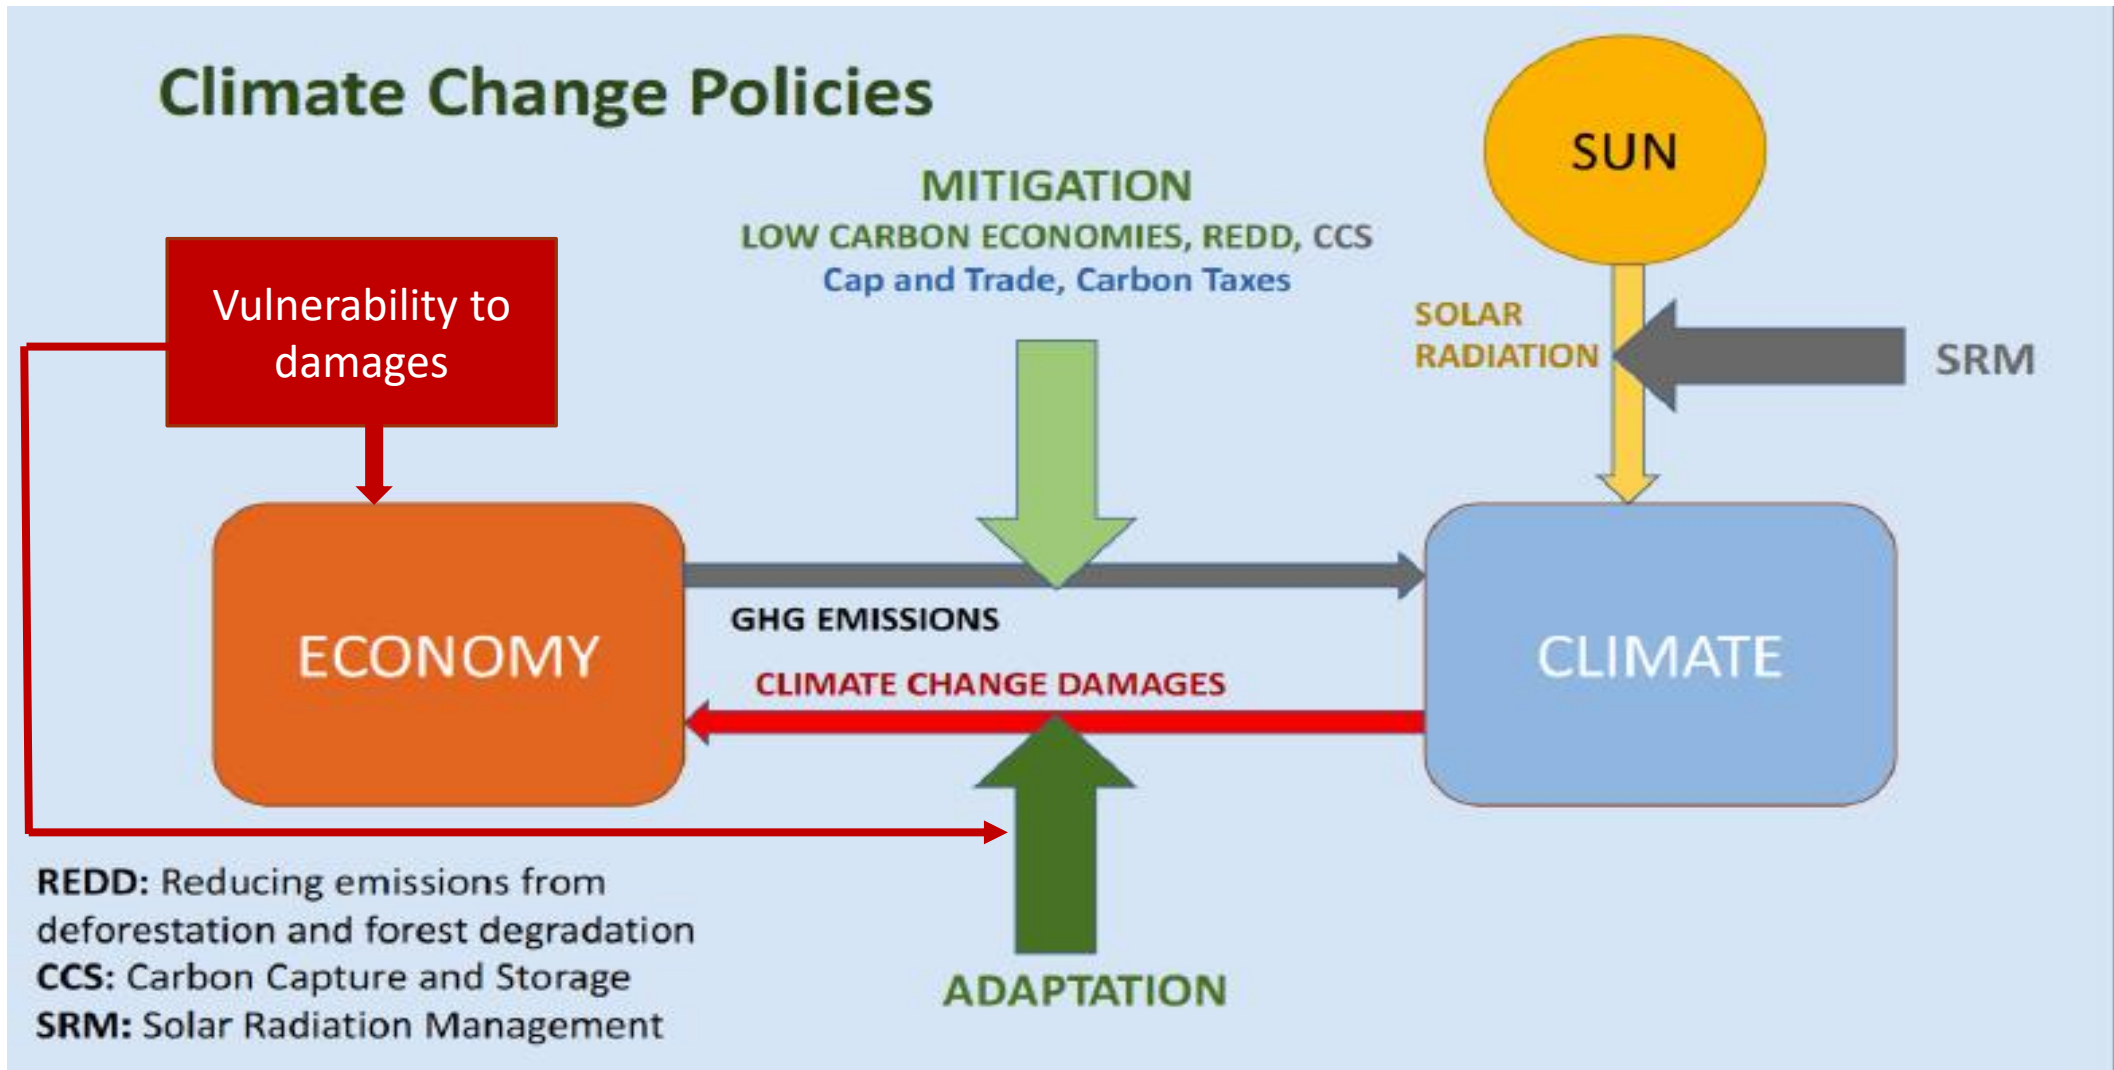 Climate Change Policies
SUN
MITIGATION
LOW CARBON ECONOMIES, REDD, CCS
Cap and Trade, Carbon Taxes
Vulnerability to
damages
SOLAR
RADIATION
SRM
GHG EMISSIONS
ECONOMY
CLIMATE
CLIMATE CHANGE DAMAGES
REDD: Reducing emissions from
deforestation and forest degradation
CCS: Carbon Capture and Storage
SRM: Solar Radiation Management
ADAPTATION